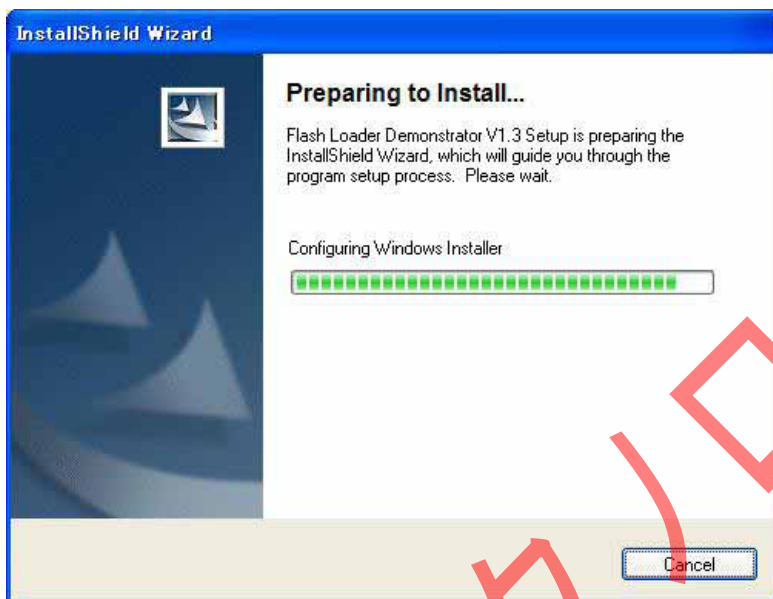 InstallShield Wizard
Preparing to Install...
Flash Loader Demonstrator V1.3 Setup is preparing the
InstallShield Wizard, which will guide you through the
program setup process.  Please wait.
Configuring Windows Installer
Cancel